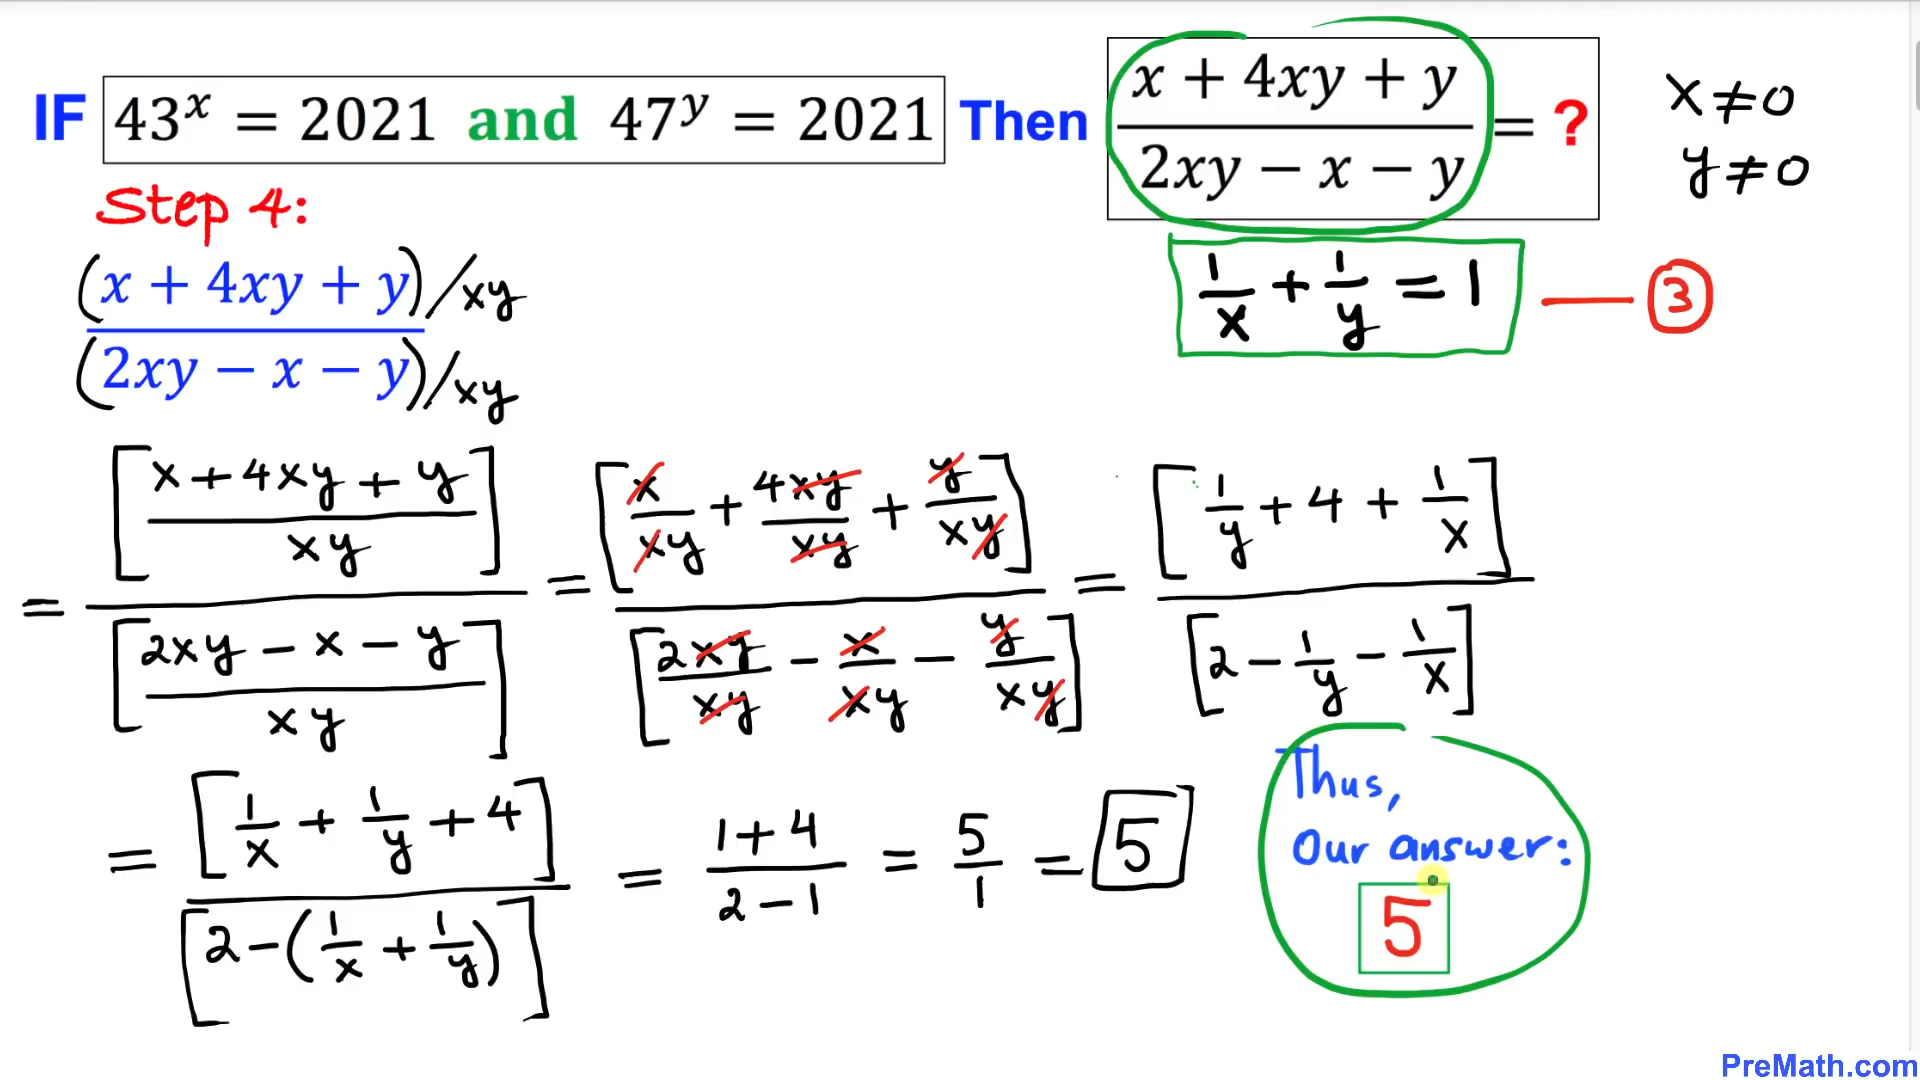 IF 43^x = 2021 and 47^y = 2021 Then (x + 4xy + y)/(2xy − x − y) = ?
x ≠ 0
y ≠ 0
Step 4:
1/x + 1/y = 1 — ③
(x + 4xy + y)/xy
(2xy − x − y)/xy
= [(x + 4xy + y)/xy] / [(2xy − x − y)/xy] = [x/xy + 4xy/xy + y/xy] / [2xy/xy − x/xy − y/xy] = [1/y + 4 + 1/x] / [2 − 1/y − 1/x]
= [1/x + 1/y + 4] / [2 − (1/x + 1/y)] = (1 + 4)/(2 − 1) = 5/1 = 5
Thus,
Our answer:
5
PreMath.com